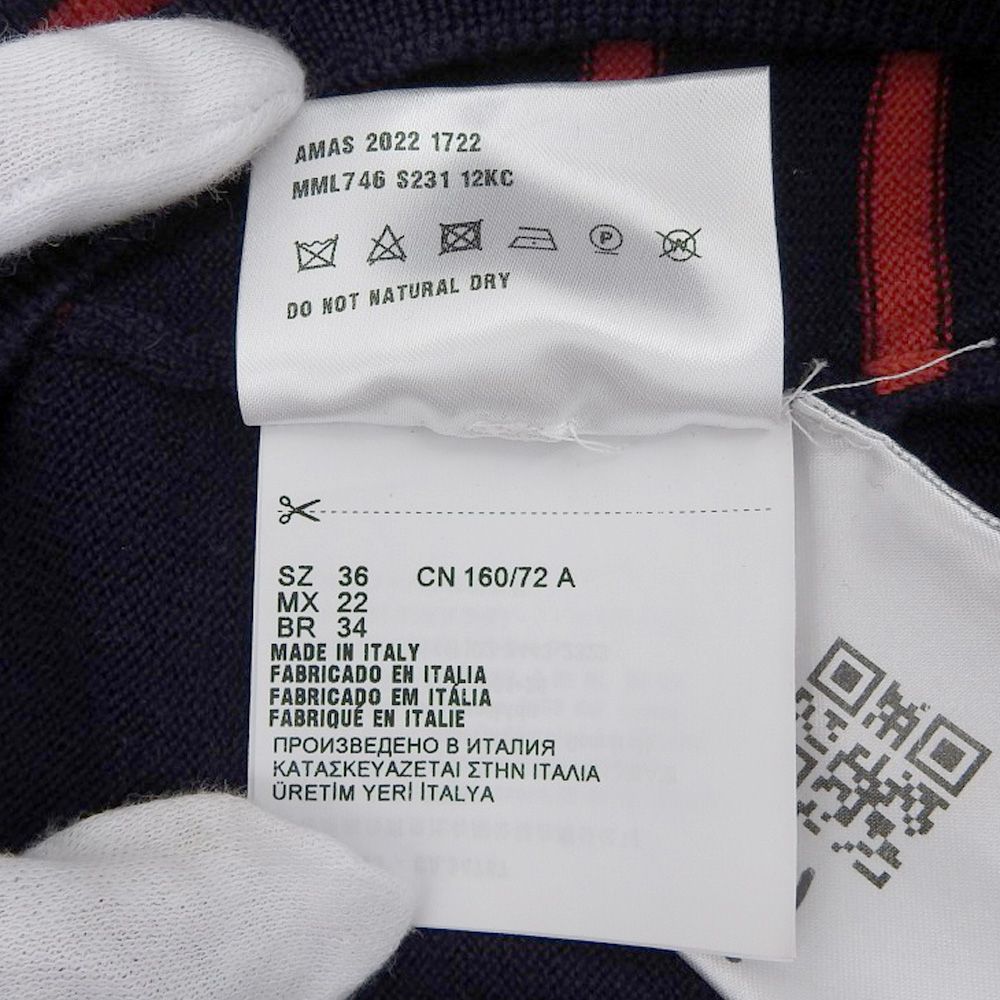 AMAS 2022 1722
MML746 S231 12KC
P W
DO NOT NATURAL DRY
SZ 36 CN 160/72 A
MX 22
BR 34
MADE IN ITALY
FABRICADO EN ITALIA
FABRICADO EM ITÁLIA
FABRIQUÉ EN ITALIE
ПРОИЗВЕДЕНО В ИТАЛИЯ
ΚΑΤΑΣΚΕΥΑΖΕΤΑΙ ΣΤΗΝ ΙΤΑΛΙΑ
ÜRETİM YERİ İTALYA